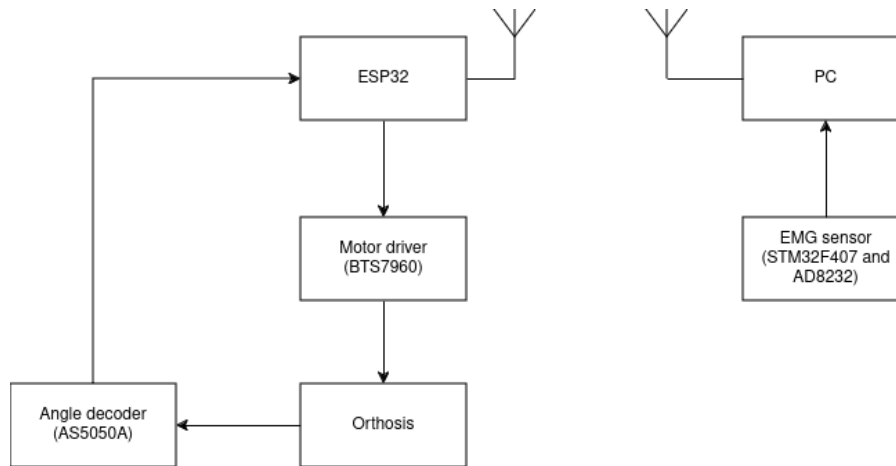 ESP32
PC
Motor driver
(BTS7960)
EMG sensor
(STM32F407 and
AD8232)
Angle decoder
(AS5050A)
Orthosis